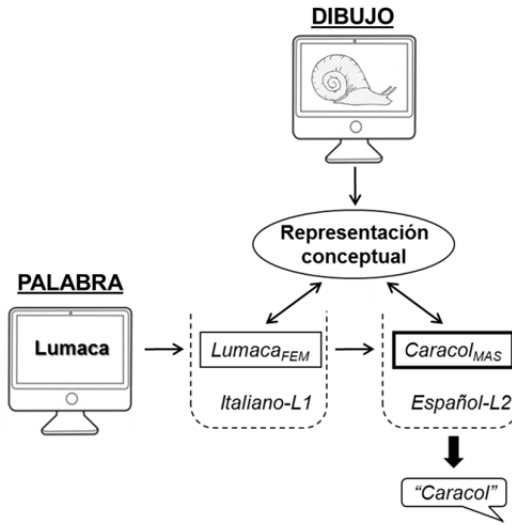 DIBUJO
Representación
conceptual
PALABRA
Lumaca
LumacaFEM
CaracolMAS
Italiano-L1
Español-L2
“Caracol”